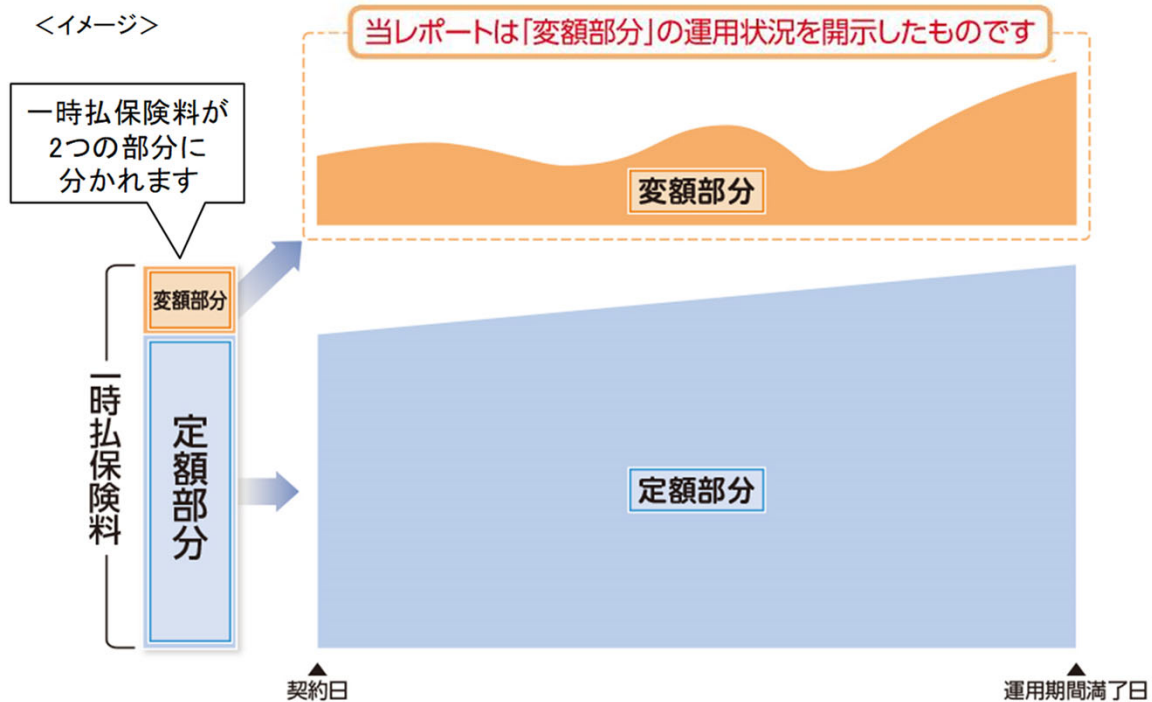 ＜イメージ＞
当レポートは「変額部分」の運用状況を開示したものです
一時払保険料が
2つの部分に
分かれます
変額部分
変額部分
一時払保険料
定額部分
定額部分
▲
契約日
▲
運用期間満了日